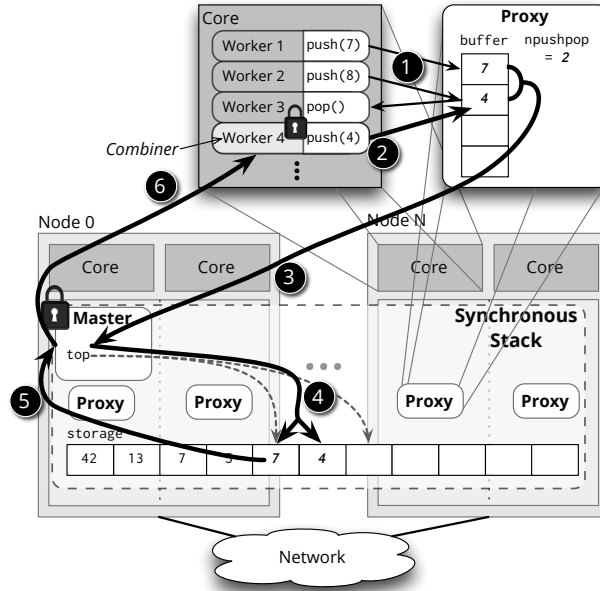 Core
Worker 1 push(7)
Worker 2 push(8)
Worker 3 pop()
Worker 4 push(4)
Combiner
Proxy
buffer npushpop
= 2
7
4
1
2
6
3
Node 0
Node N
Core Core
Core Core
Master
top
Synchronous
Stack
5
4
Proxy Proxy
Proxy Proxy
storage
42 13 7 5 7 4
Network